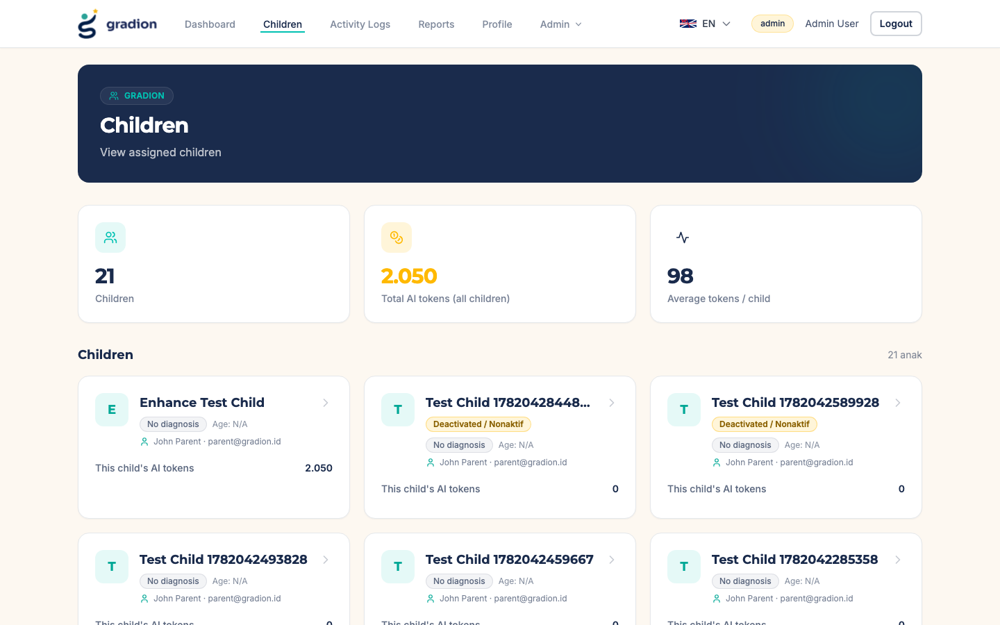 gradion
Dashboard
Children
Activity Logs
Reports
Profile
Admin
EN
admin
Admin User
Logout
GRADION
Children
View assigned children
21
Children
2.050
Total AI tokens (all children)
98
Average tokens / child
Children
21 anak
E
Enhance Test Child
No diagnosis
Age: N/A
John Parent · parent@gradion.id
This child's AI tokens
2.050
T
Test Child 17820428448...
Deactivated / Nonaktif
No diagnosis
Age: N/A
John Parent · parent@gradion.id
This child's AI tokens
0
T
Test Child 1782042589928
Deactivated / Nonaktif
No diagnosis
Age: N/A
John Parent · parent@gradion.id
This child's AI tokens
0
T
Test Child 1782042493828
No diagnosis
Age: N/A
John Parent · parent@gradion.id
This child's AI tokens
0
T
Test Child 1782042459667
No diagnosis
Age: N/A
John Parent · parent@gradion.id
This child's AI tokens
0
T
Test Child 1782042285358
No diagnosis
Age: N/A
John Parent · parent@gradion.id
This child's AI tokens
0